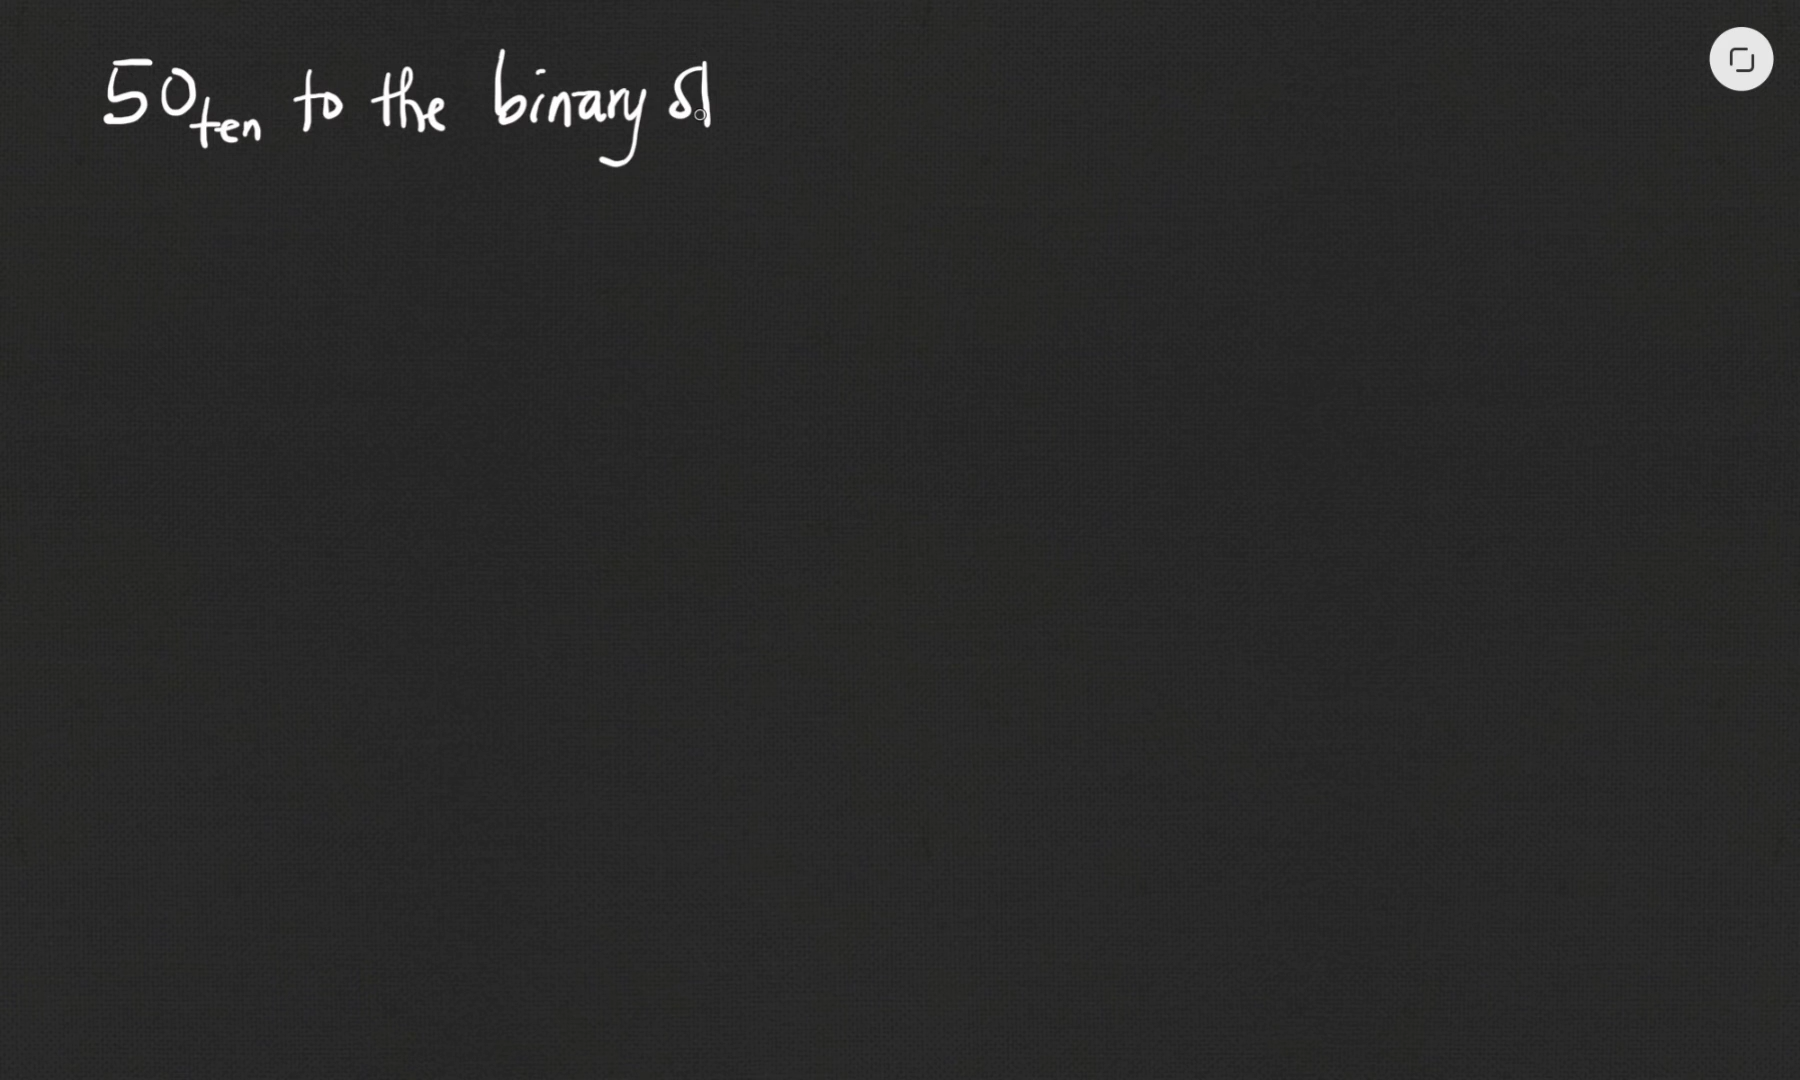 50ten to the binary